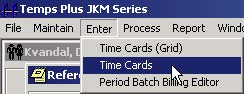 Temps Plus JKM Series
File Maintain Enter Process Report Window
Time Cards (Grid)
Kvandal, D
Time Cards
Refere
Period Batch Billing Editor